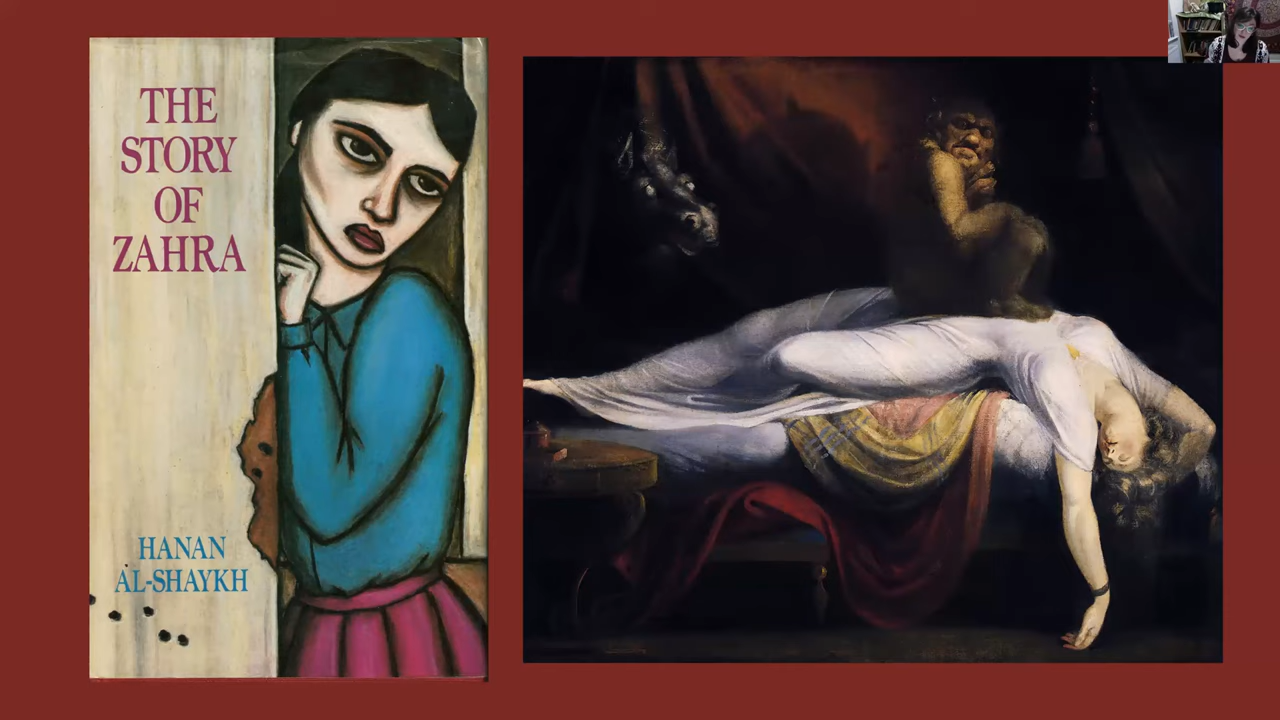 THE
STORY
OF
ZAHRA
HANAN
AL-SHAYKH